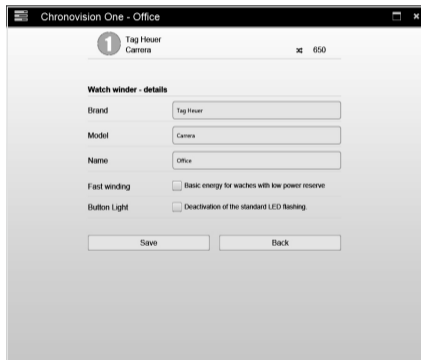 Chronovision One - Office
1
Tag Heuer
Carrera
650
Watch winder - details
Brand
Tag Heuer
Model
Carrera
Name
Office
Fast winding
Basic energy for waches with low power reserve
Button Light
Deactivation of the standard LED flashing.
Save
Back